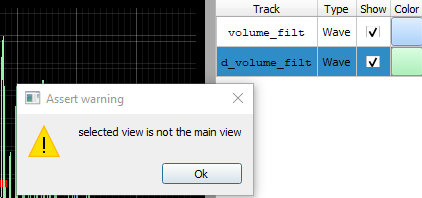 Track Type Show Color
volume_filt Wave
d_volume_filt Wave
Assert warning
selected view is not the main view
Ok